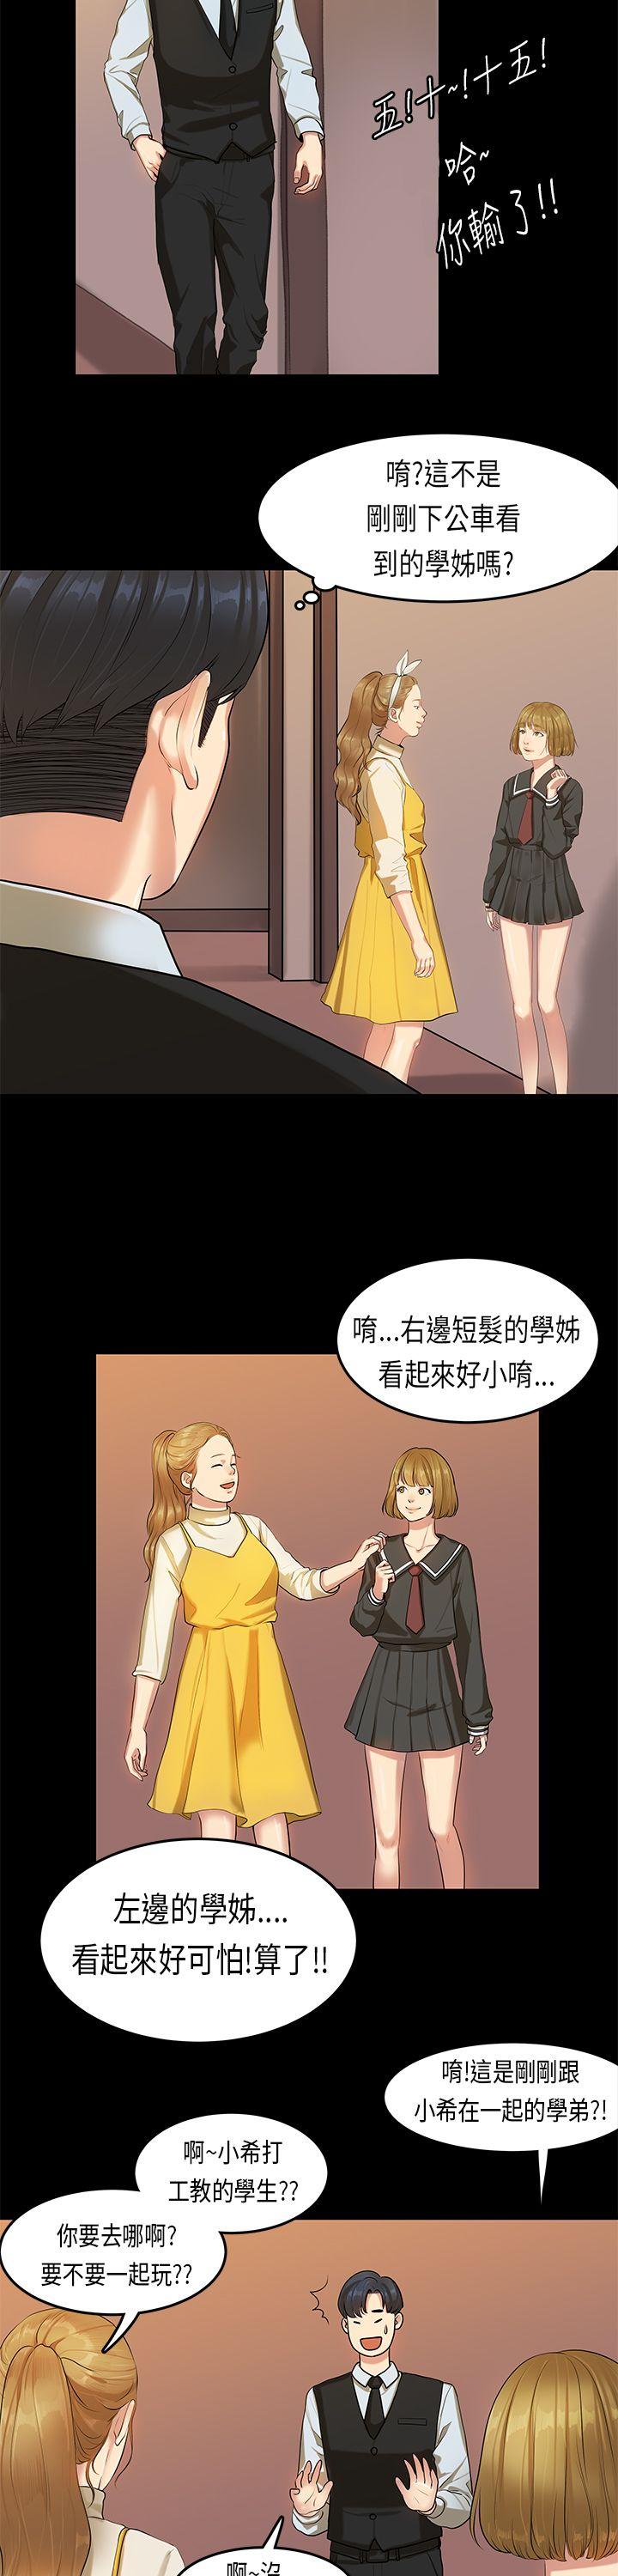 五!十~!十五!
哈~
你輸了!!
唷?這不是
剛剛下公車看
到的學姊嗎?
唷...右邊短髮的學姊
看起來好小唷...
左邊的學姊....
看起來好可怕!算了!!
唷!這是剛剛跟
小希在一起的學弟?!
啊~小希打
工教的學生??
你要去哪啊?
要不要一起玩??
啊~沒